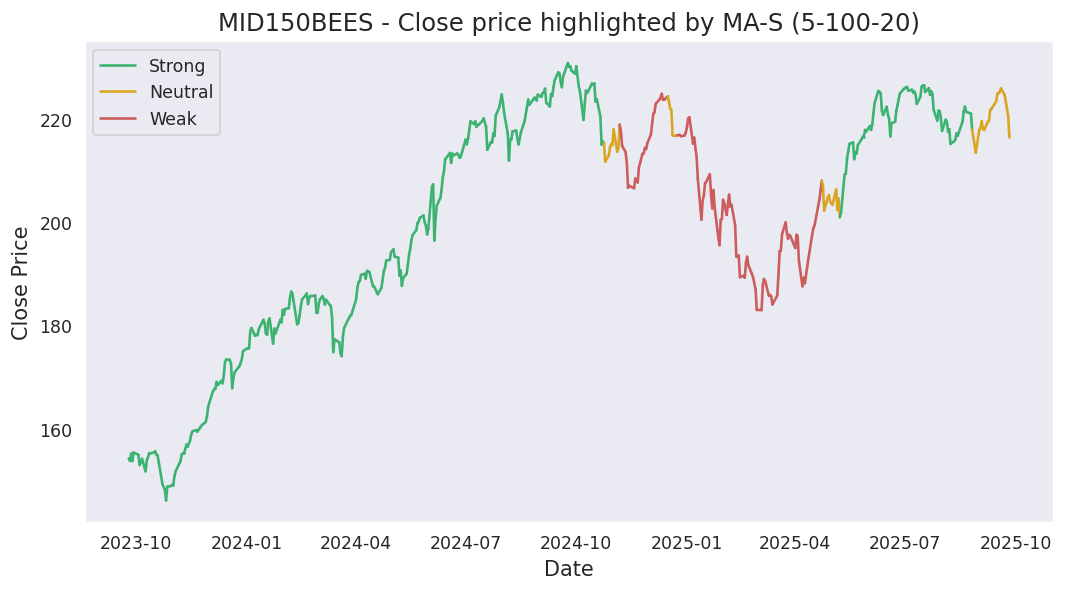 MID150BEES - Close price highlighted by MA-S (5-100-20)
Strong
Neutral
Weak
Close Price
220
200
180
160
2023-10 2024-01 2024-04 2024-07 2024-10 2025-01 2025-04 2025-07 2025-10
Date